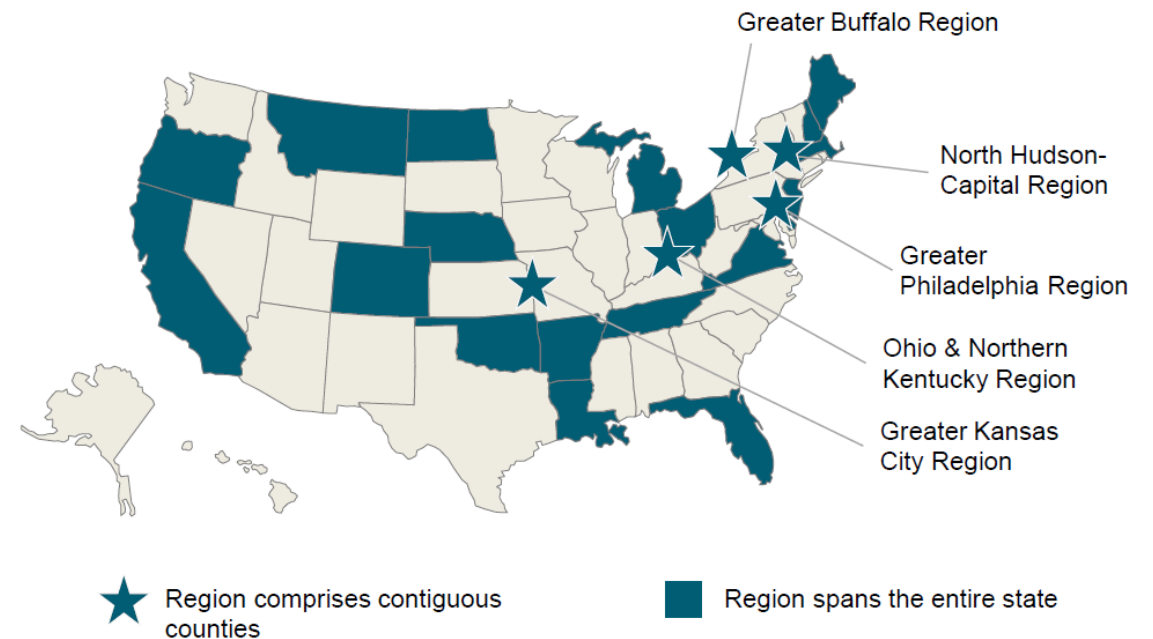 Greater Buffalo Region
North Hudson-
Capital Region
Greater
Philadelphia Region
Ohio & Northern
Kentucky Region
Greater Kansas
City Region
Region comprises contiguous
counties
Region spans the entire state